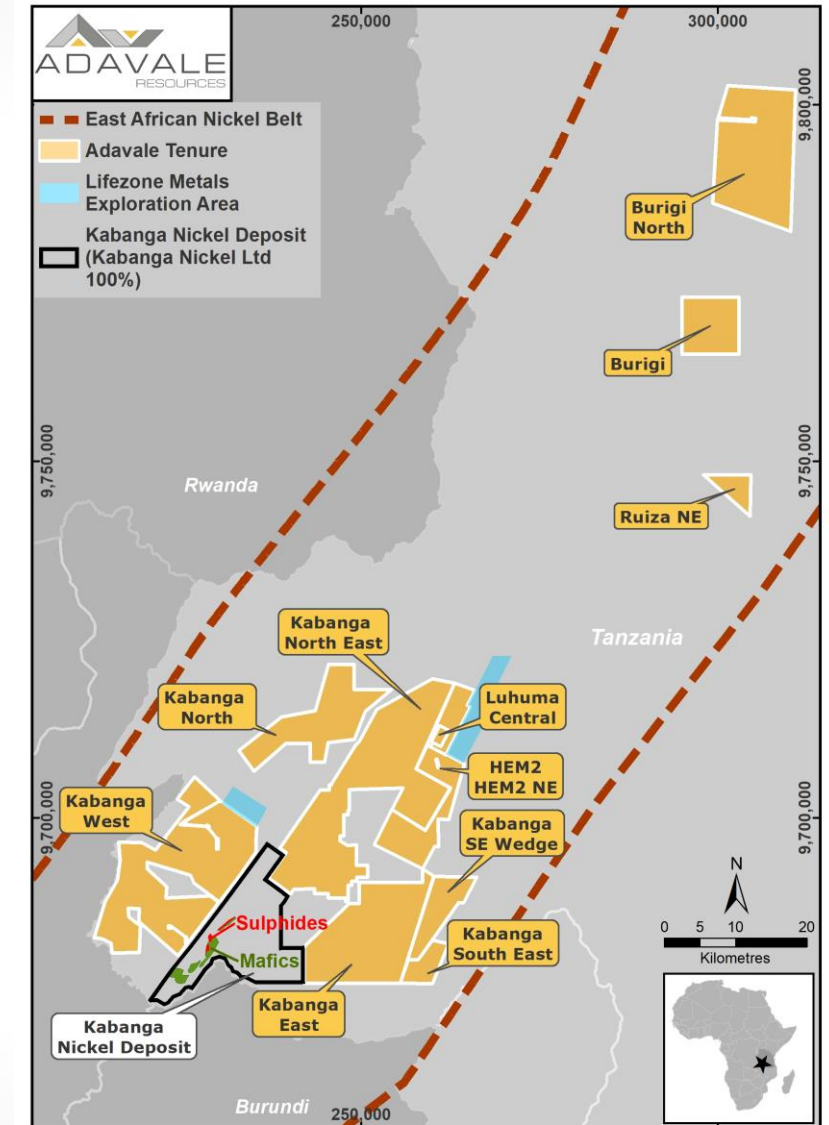 250,000
300,000
ADAVALE
RESOURCES
East African Nickel Belt
Adavale Tenure
Lifezone Metals
Exploration Area
Kabanga Nickel Deposit
(Kabanga Nickel Ltd
100%)
9,800,000
9,800,000
Burigi
North
Burigi
9,750,000
9,750,000
Rwanda
Ruiza NE
Tanzania
Kabanga
North East
Kabanga
North
Luhuma
Central
HEM2
HEM2 NE
Kabanga
West
Kabanga
SE Wedge
9,700,000
9,700,000
N
0 5 10 20
Kilometres
Sulphides
Mafics
Kabanga
South East
Kabanga
East
Kabanga
Nickel Deposit
Burundi
250,000